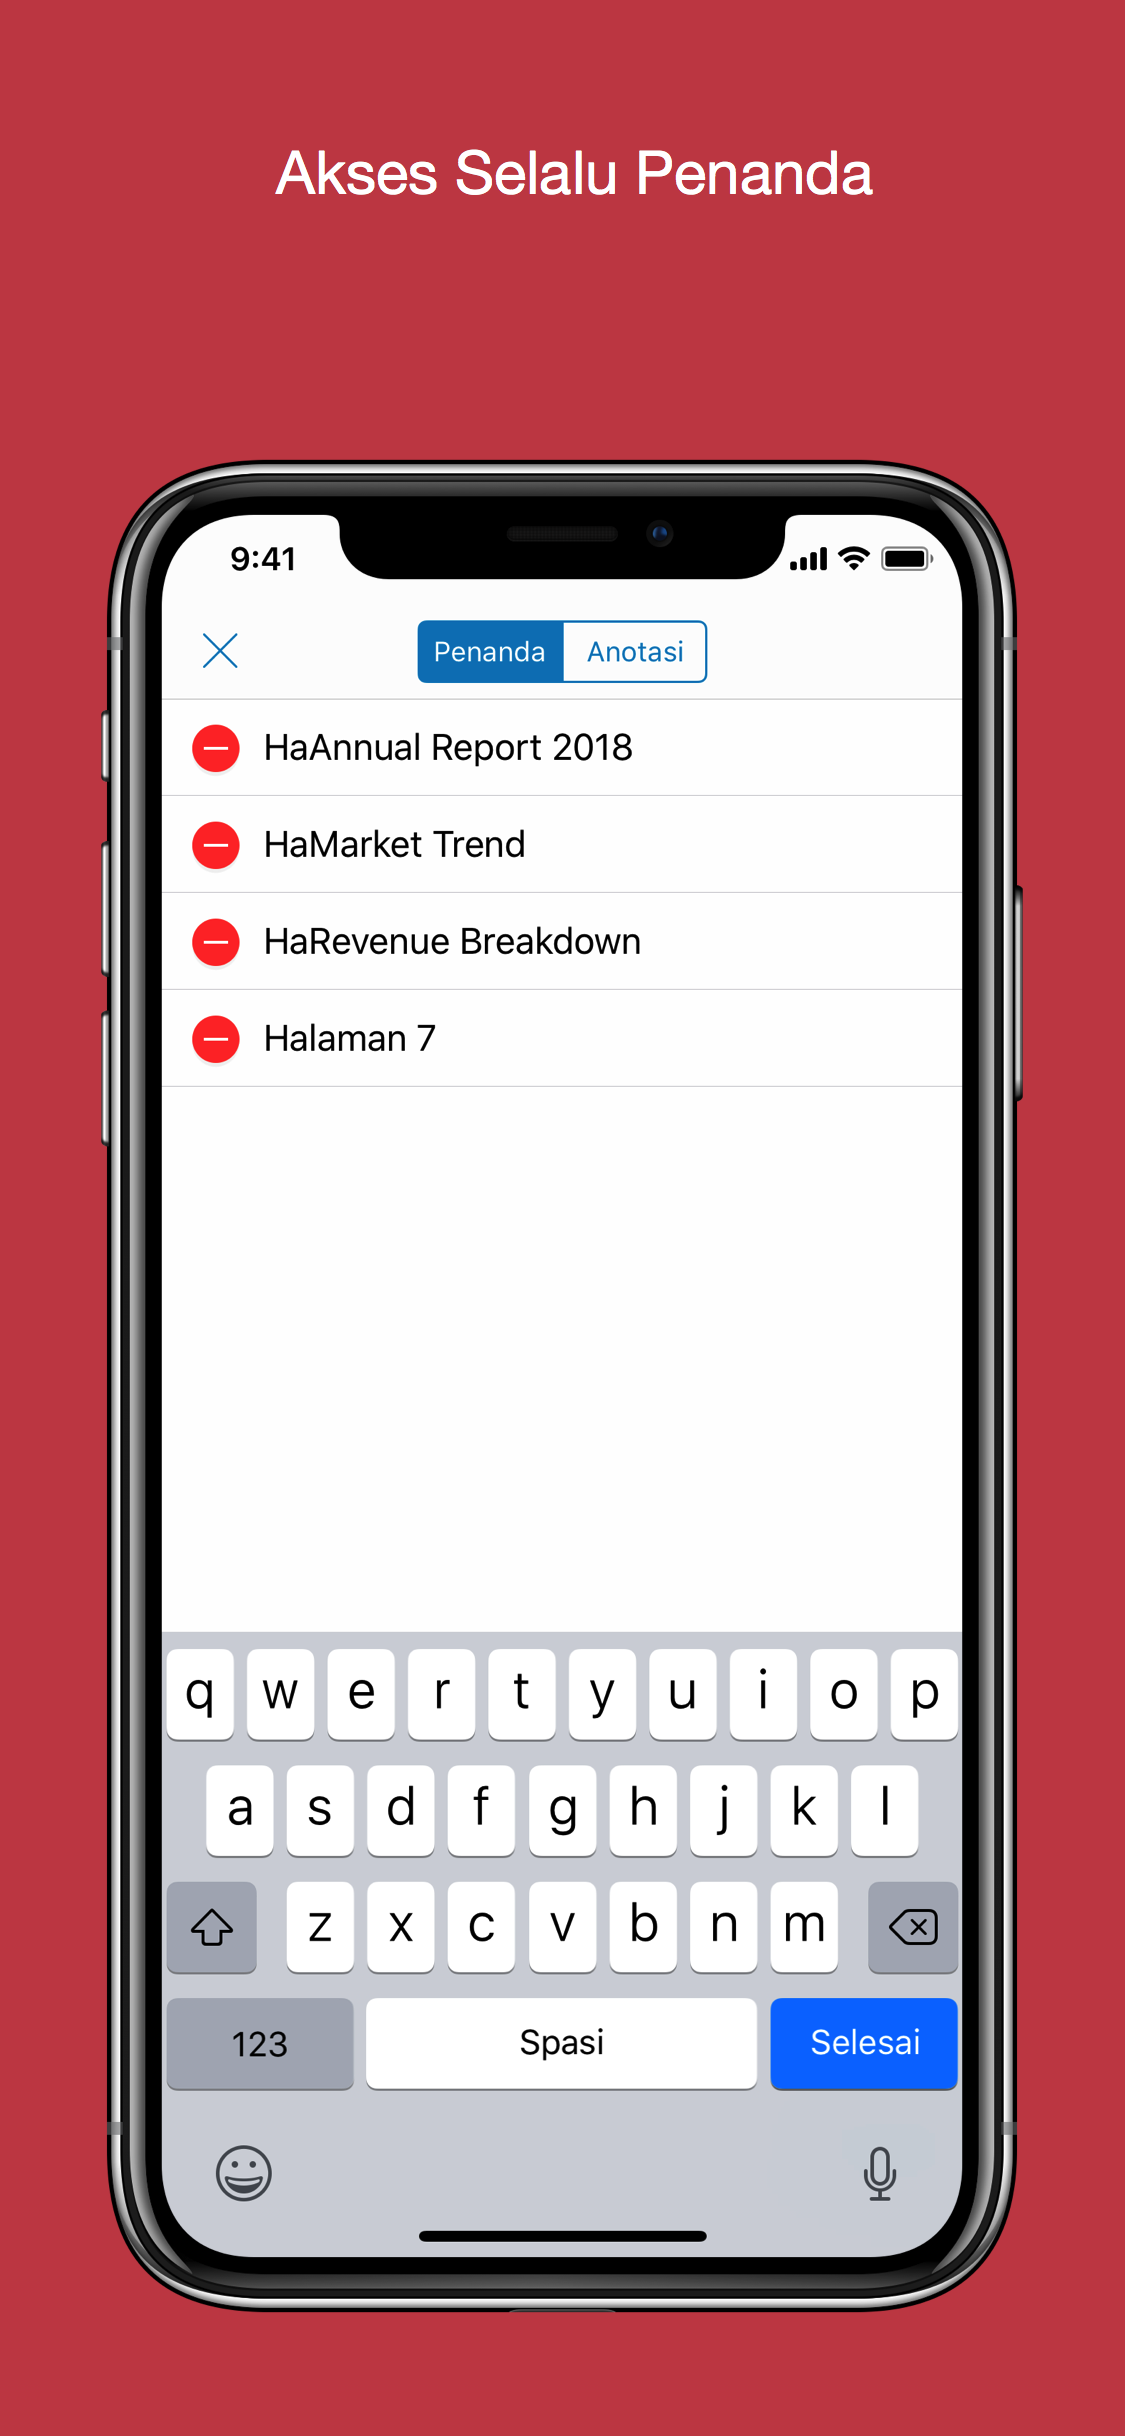 Akses Selalu Penanda
9:41
Penanda Anotasi
HaAnnual Report 2018
HaMarket Trend
HaRevenue Breakdown
Halaman 7
q w e r t y u i o p
a s d f g h j k l
z x c v b n m
123 Spasi Selesai